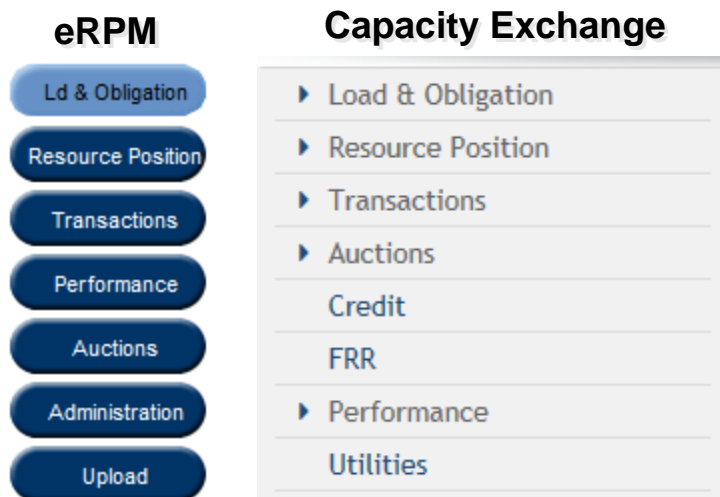 eRPM
Ld & Obligation
Resource Position
Transactions
Performance
Auctions
Administration
Upload
Capacity Exchange
Load & Obligation
Resource Position
Transactions
Auctions
Credit
FRR
Performance
Utilities